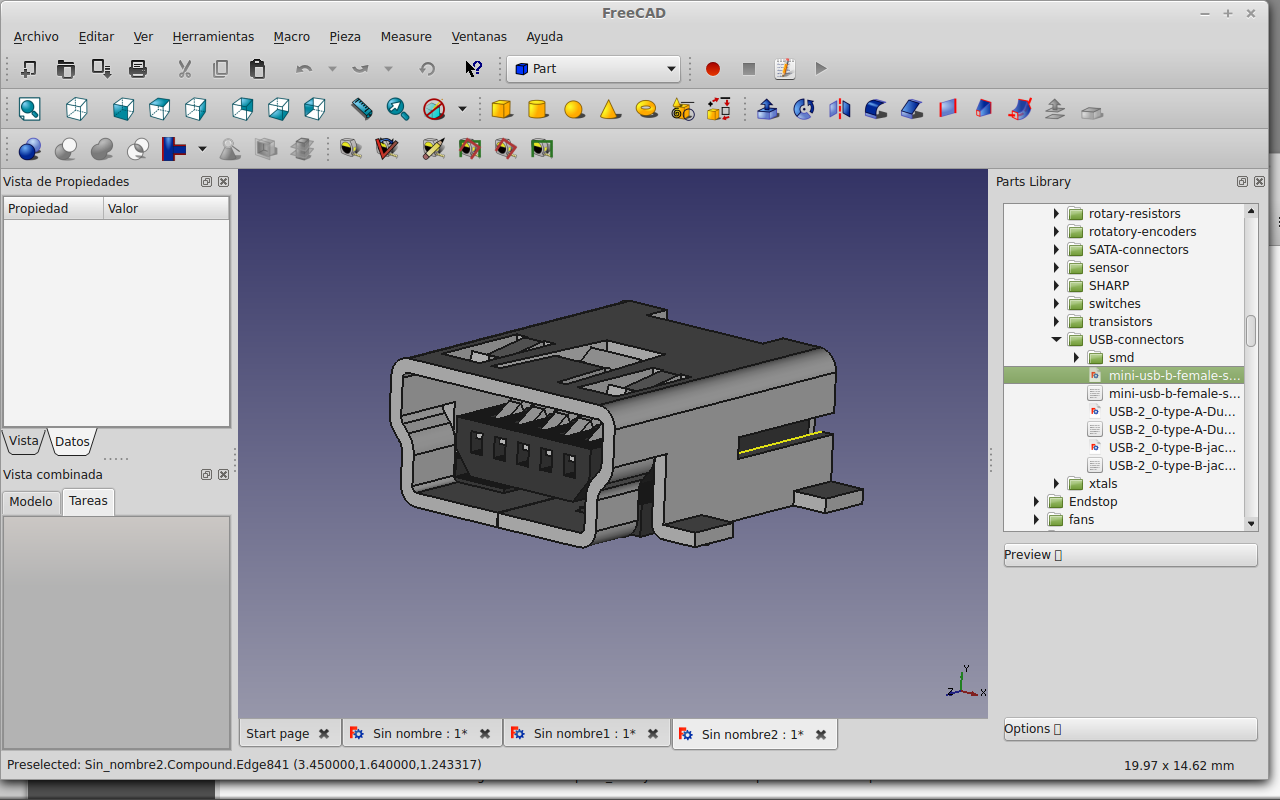 FreeCAD
Archivo Editar Ver Herramientas Macro Pieza Measure Ventanas Ayuda
Part
Vista de Propiedades
Propiedad Valor
Vista Datos
Vista combinada
Modelo Tareas
Parts Library
rotary-resistors
rotatory-encoders
SATA-connectors
sensor
SHARP
switches
transistors
USB-connectors
smd
mini-usb-b-female-s...
mini-usb-b-female-s...
USB-2_0-type-A-Du...
USB-2_0-type-A-Du...
USB-2_0-type-B-jac...
USB-2_0-type-B-jac...
xtals
Endstop
fans
Preview
Options
Y
Z
X
Start page Sin nombre : 1* Sin nombre1 : 1* Sin nombre2 : 1*
Preselected: Sin_nombre2.Compound.Edge841 (3.450000,1.640000,1.243317) 19.97 x 14.62 mm